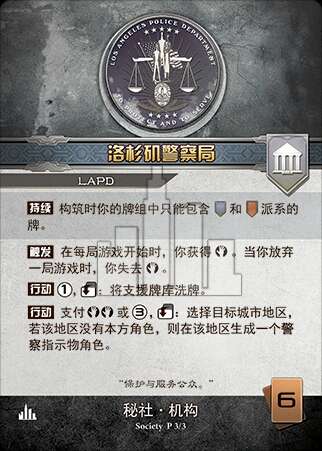 LOS ANGELES POLICE DEPARTMENT
TO PROTECT AND TO SERVE
洛杉矶警察局
LAPD
持续 构筑时你的牌组中只能包含 和 派系的
牌。
触发 在每局游戏开始时，你获得 。当你放弃
一局游戏时，你失去 。
行动 ①， ：将支援牌库洗牌。
行动 支付 或 ③， ：选择目标城市地区，
若该地区没有本方角色，则在该地区生成一个警
察指示物角色。
“保护与服务公众。”
秘社·机构
Society P 3/3
6